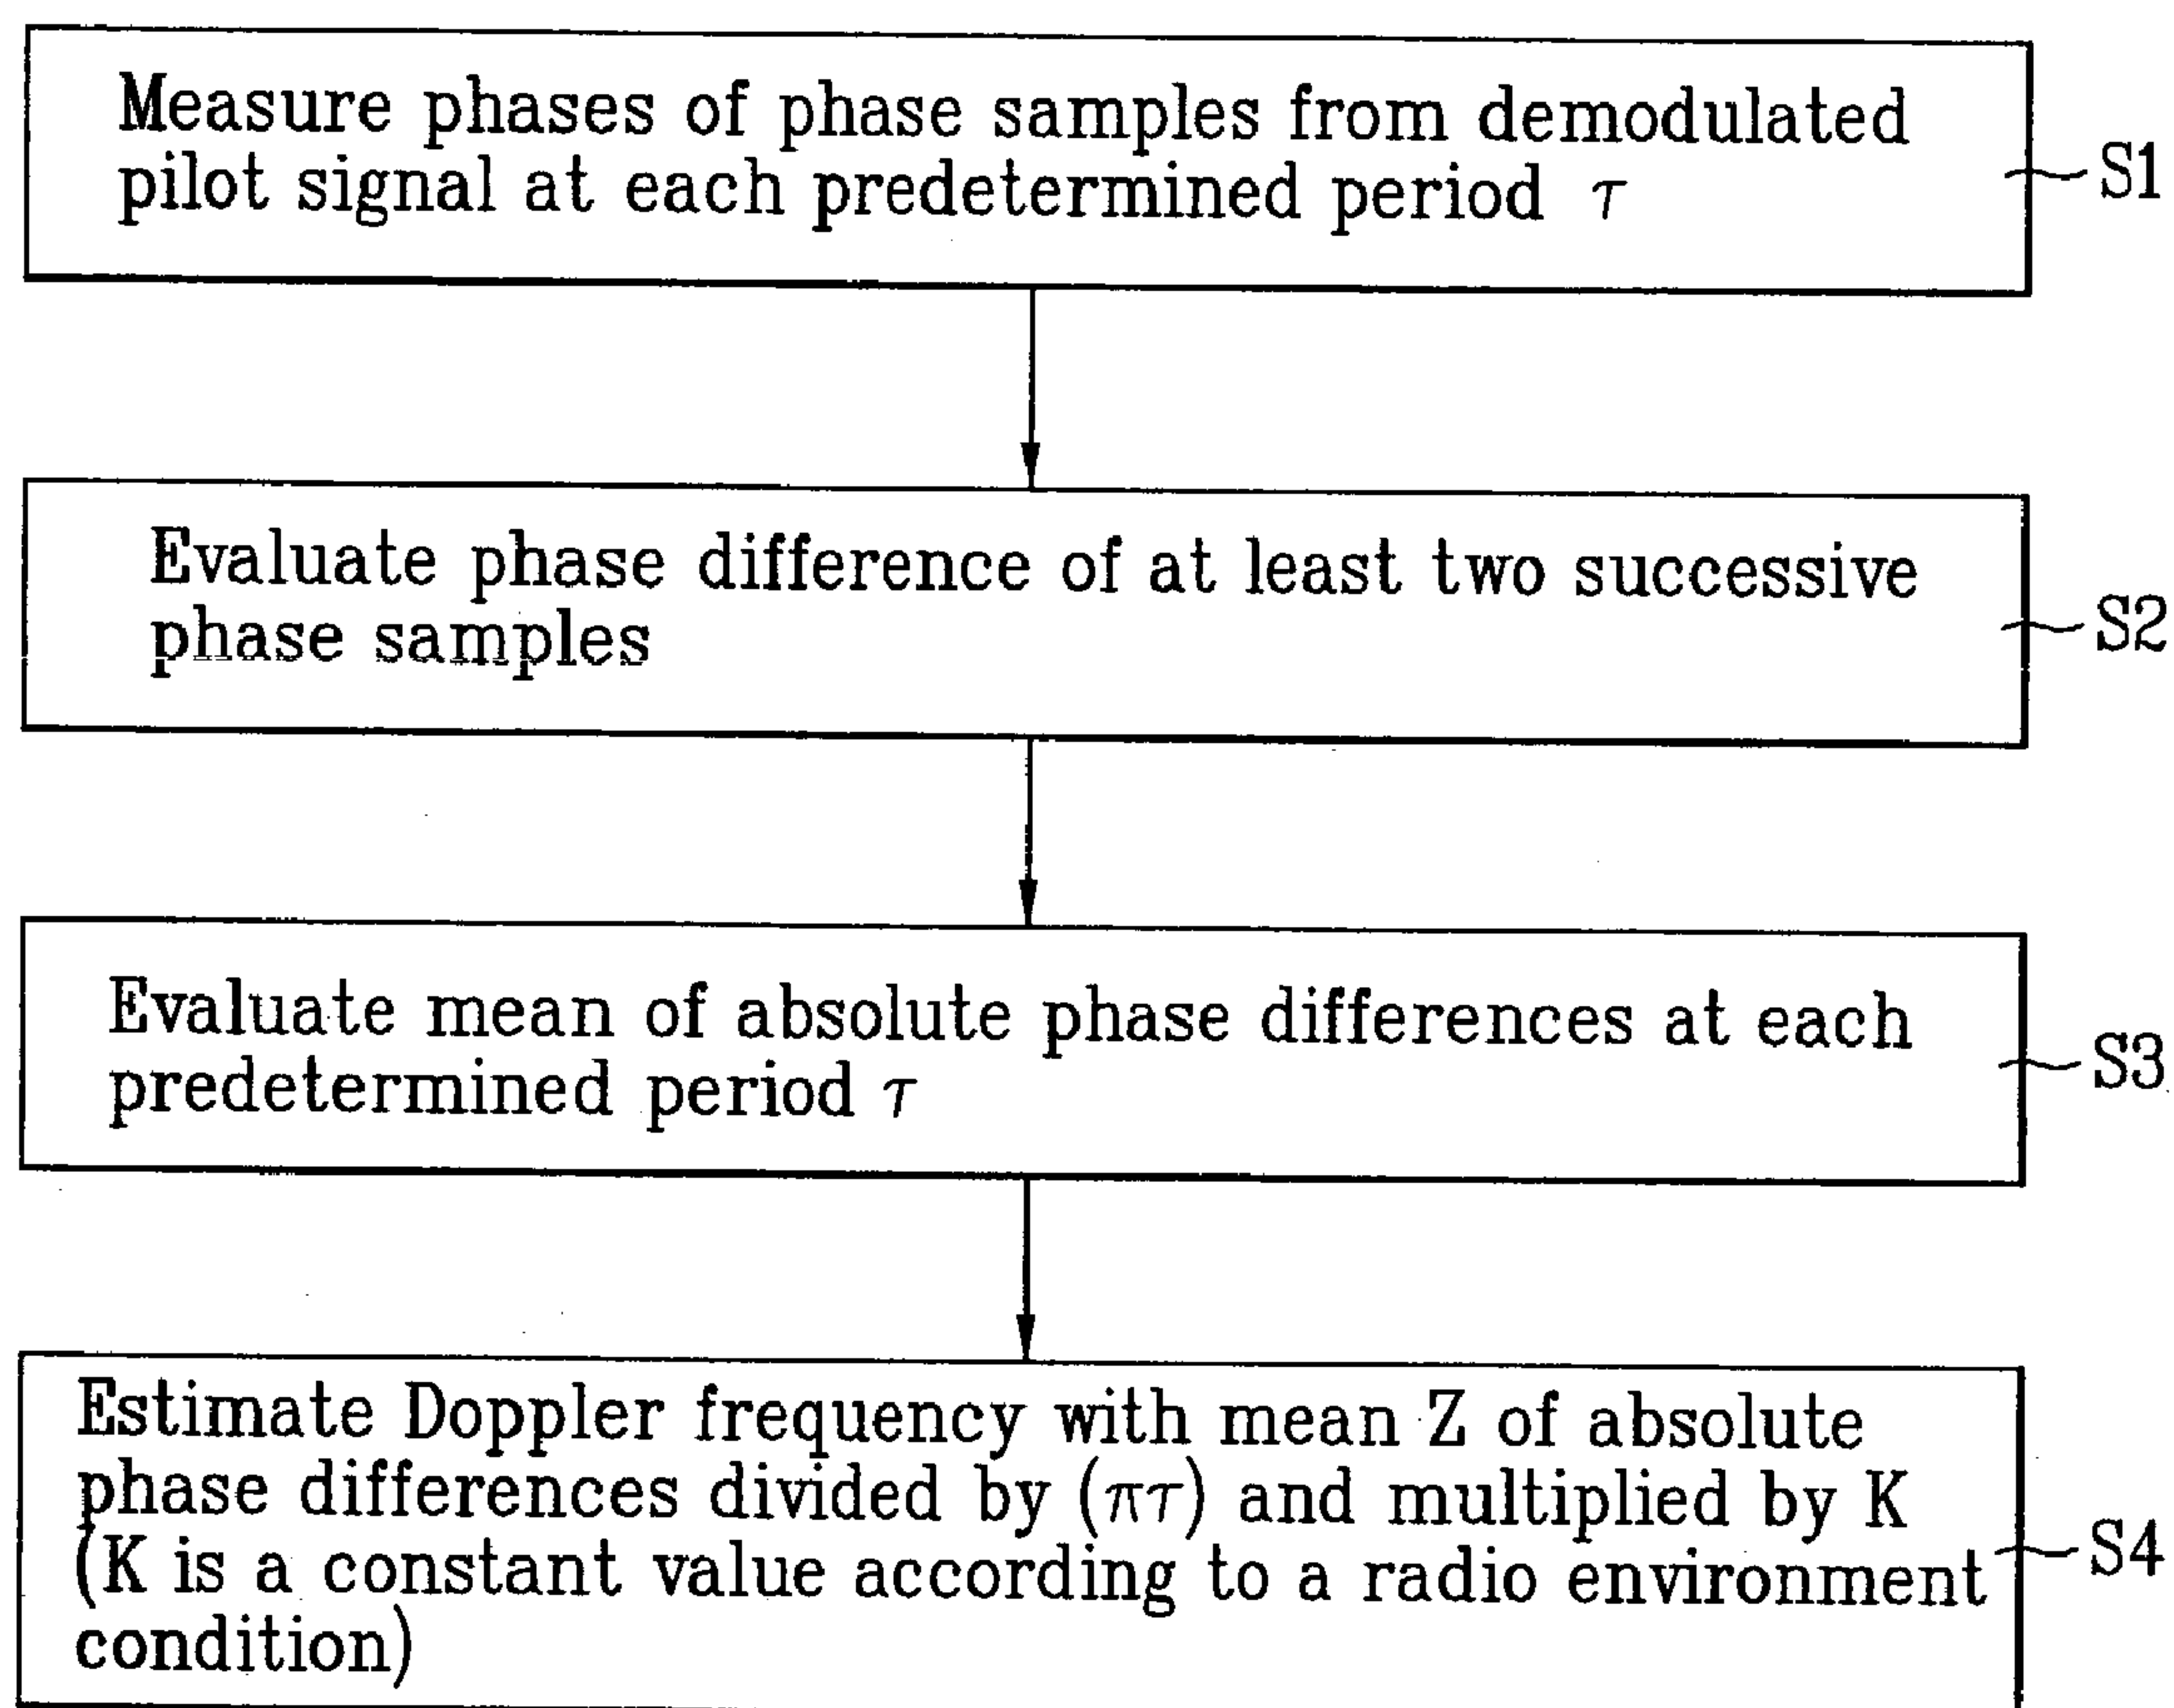 Measure phases of phase samples from demodulated
pilot signal at each predetermined period τ
S1
Evaluate phase difference of at least two successive
phase samples
S2
Evaluate mean of absolute phase differences at each
predetermined period τ
S3
Estimate Doppler frequency with mean Z of absolute
phase differences divided by (πτ) and multiplied by K
(K is a constant value according to a radio environment
condition)
S4